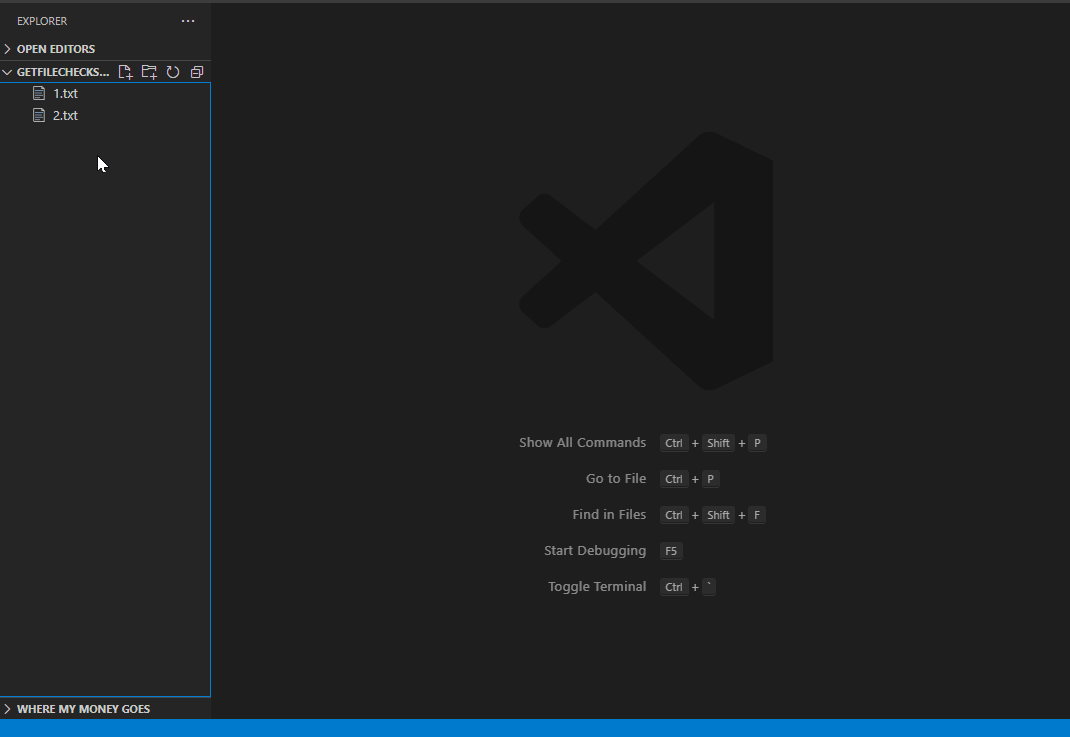 EXPLORER
OPEN EDITORS
GETFILECHECKS...
1.txt
2.txt
Show All Commands Ctrl + Shift + P
Go to File Ctrl + P
Find in Files Ctrl + Shift + F
Start Debugging F5
Toggle Terminal Ctrl + `
WHERE MY MONEY GOES